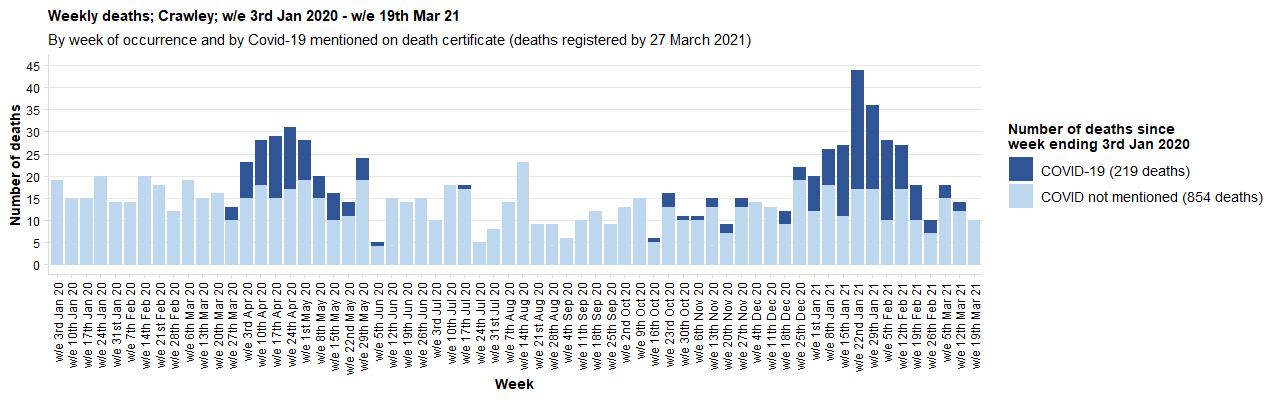 Weekly deaths; Crawley; w/e 3rd Jan 2020 - w/e 19th Mar 21
By week of occurrence and by Covid-19 mentioned on death certificate (deaths registered by 27 March 2021)
Number of deaths
45
40
35
30
25
20
15
10
5
0
w/e 3rd Jan 20
w/e 10th Jan 20
w/e 17th Jan 20
w/e 24th Jan 20
w/e 31st Jan 20
w/e 7th Feb 20
w/e 14th Feb 20
w/e 21st Feb 20
w/e 28th Feb 20
w/e 6th Mar 20
w/e 13th Mar 20
w/e 20th Mar 20
w/e 27th Mar 20
w/e 3rd Apr 20
w/e 10th Apr 20
w/e 17th Apr 20
w/e 24th Apr 20
w/e 1st May 20
w/e 8th May 20
w/e 15th May 20
w/e 22nd May 20
w/e 29th May 20
w/e 5th Jun 20
w/e 12th Jun 20
w/e 19th Jun 20
w/e 26th Jun 20
w/e 3rd Jul 20
w/e 10th Jul 20
w/e 17th Jul 20
w/e 24th Jul 20
w/e 31st Jul 20
w/e 7th Aug 20
w/e 14th Aug 20
w/e 21st Aug 20
w/e 28th Aug 20
w/e 4th Sep 20
w/e 11th Sep 20
w/e 18th Sep 20
w/e 25th Sep 20
w/e 2nd Oct 20
w/e 9th Oct 20
w/e 16th Oct 20
w/e 23rd Oct 20
w/e 30th Oct 20
w/e 6th Nov 20
w/e 13th Nov 20
w/e 20th Nov 20
w/e 27th Nov 20
w/e 4th Dec 20
w/e 11th Dec 20
w/e 18th Dec 20
w/e 25th Dec 20
w/e 1st Jan 21
w/e 8th Jan 21
w/e 15th Jan 21
w/e 22nd Jan 21
w/e 29th Jan 21
w/e 5th Feb 21
w/e 12th Feb 21
w/e 19th Feb 21
w/e 26th Feb 21
w/e 5th Mar 21
w/e 12th Mar 21
w/e 19th Mar 21
Week
Number of deaths since
week ending 3rd Jan 2020
COVID-19 (219 deaths)
COVID not mentioned (854 deaths)